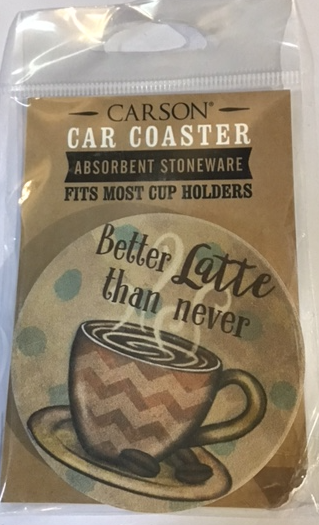 CARSON®
CAR COASTER
ABSORBENT STONEWARE
FITS MOST CUP HOLDERS
Better Latte
than never